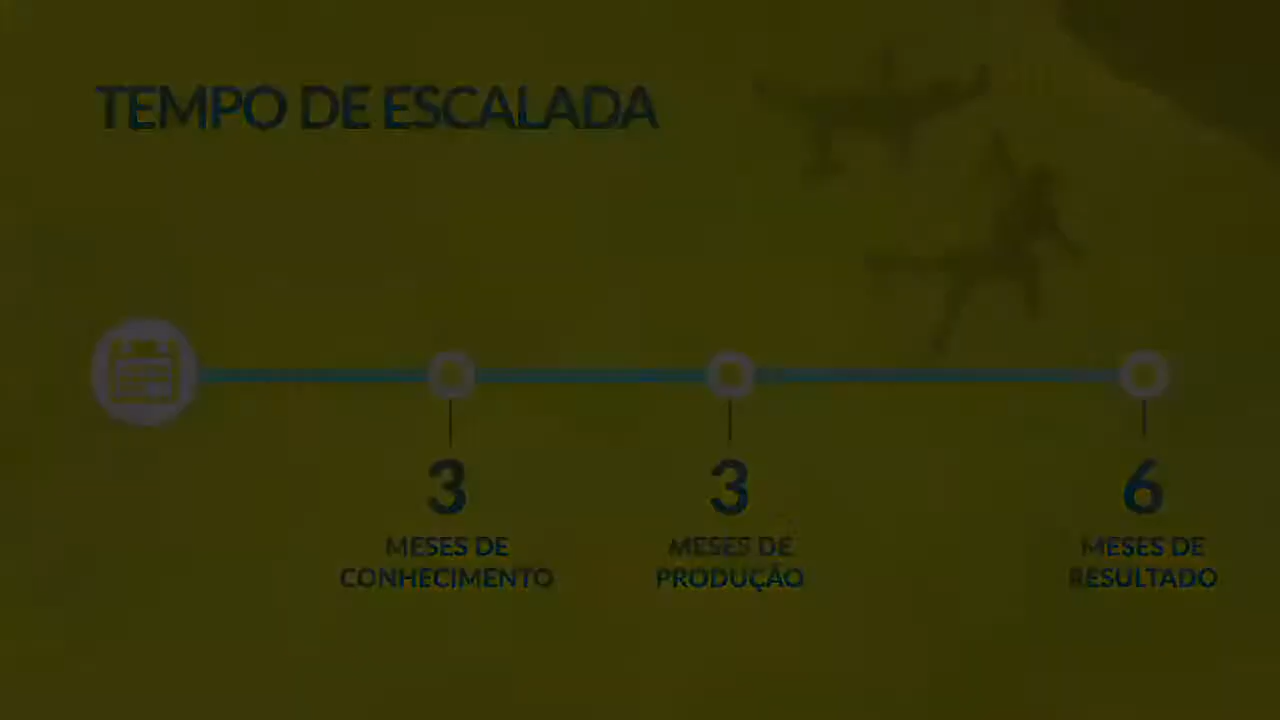 TEMPO DE ESCALADA
3
MESES DE
CONHECIMENTO
3
MESES DE
PRODUÇÃO
6
MESES DE
RESULTADO